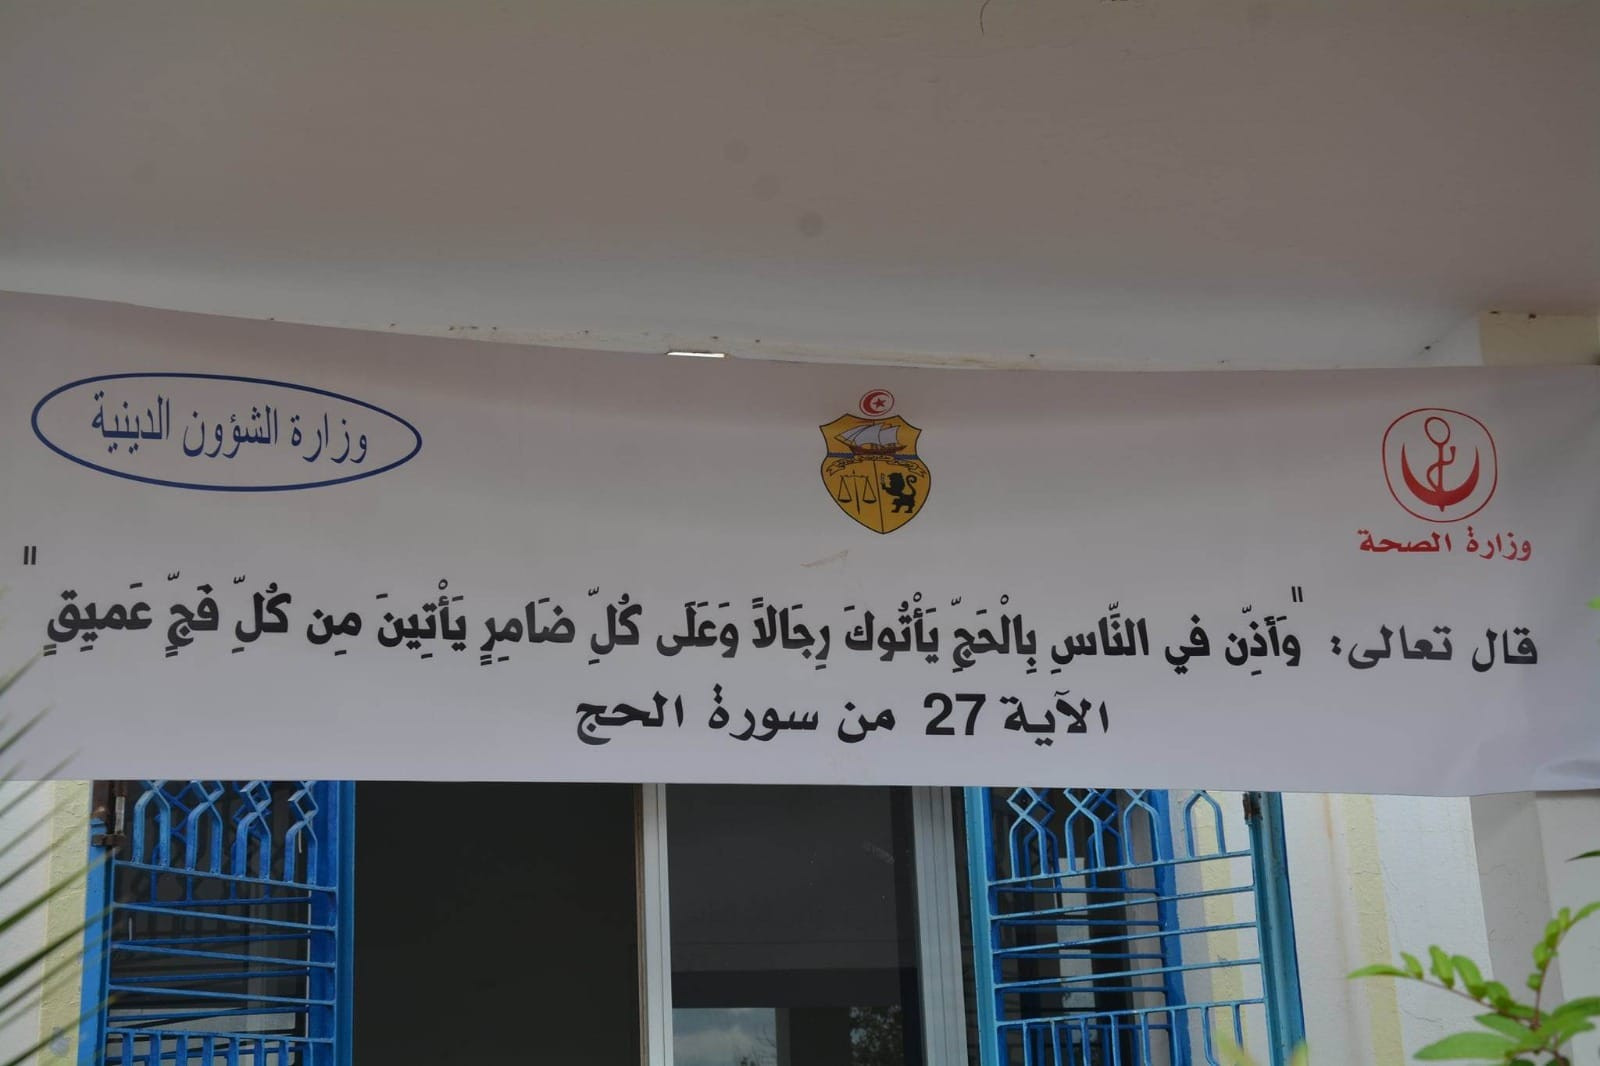 وزارة الصحة
وزارة الشؤون الدينية
قال تعالى: "وَأَذِّن في النَّاسِ بِالْحَجِّ يَأْتُوكَ رِجَالاً وَعَلَى كُلِّ ضَامِرٍ يَأْتِينَ مِن كُلِّ فَجٍّ عَمِيقٍ"
الآية 27 من سورة الحج